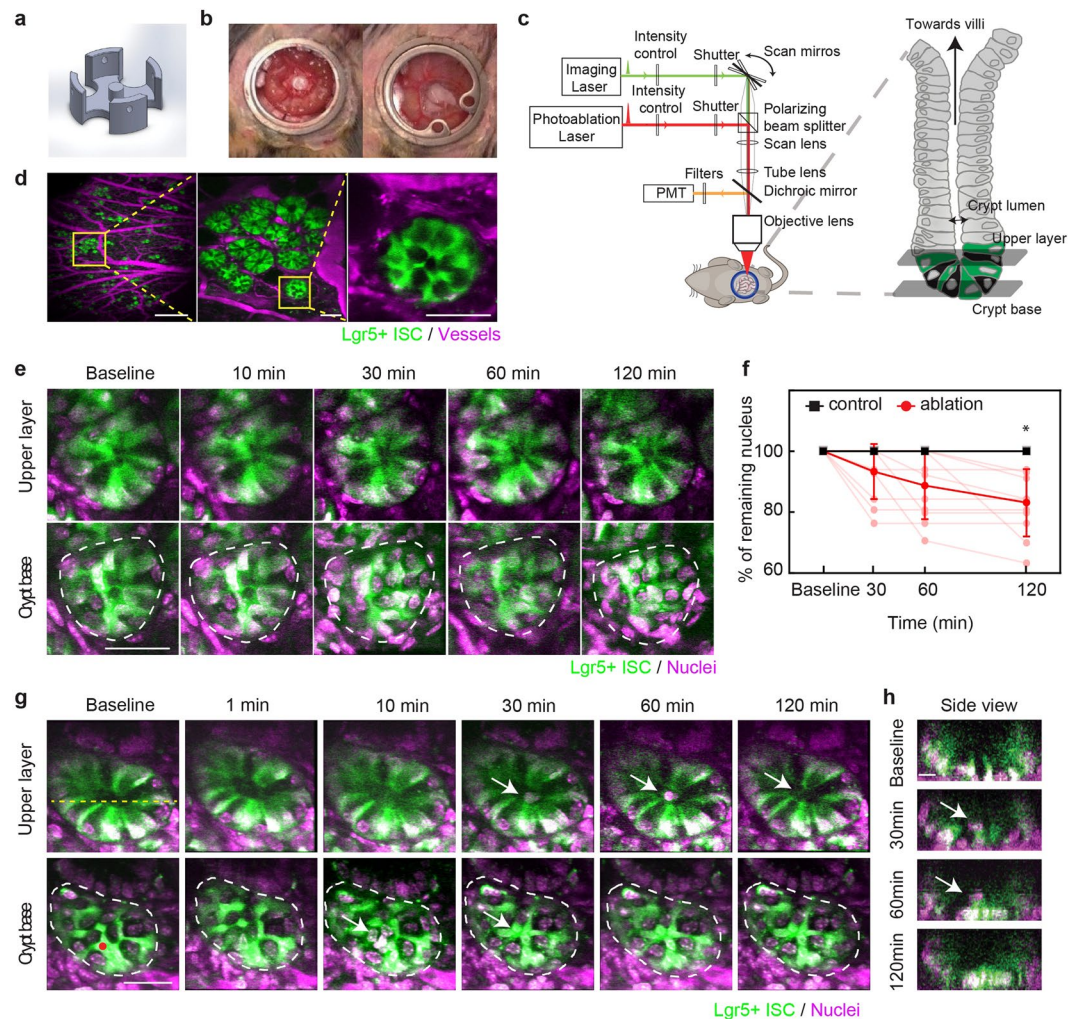 a
b
c
Towards villi
Intensity
control
Shutter
Scan mirros
Imaging
Laser
Intensity
control
Shutter
Polarizing
beam splitter
Photoablation
Laser
Scan lens
Tube lens
Filters
Dichroic mirror
PMT
Objective lens
Crypt lumen
Upper layer
Crypt base
d
Lgr5+ ISC / Vessels
e
Baseline
10 min
30 min
60 min
120 min
Upper layer
Crypt base
Lgr5+ ISC / Nuclei
f
control
ablation
*
% of remaining nucleus
100
80
60
Baseline
30
60
120
Time (min)
g
Baseline
1 min
10 min
30 min
60 min
120 min
Upper layer
Crypt base
Lgr5+ ISC / Nuclei
h
Side view
Baseline
30min
60min
120min